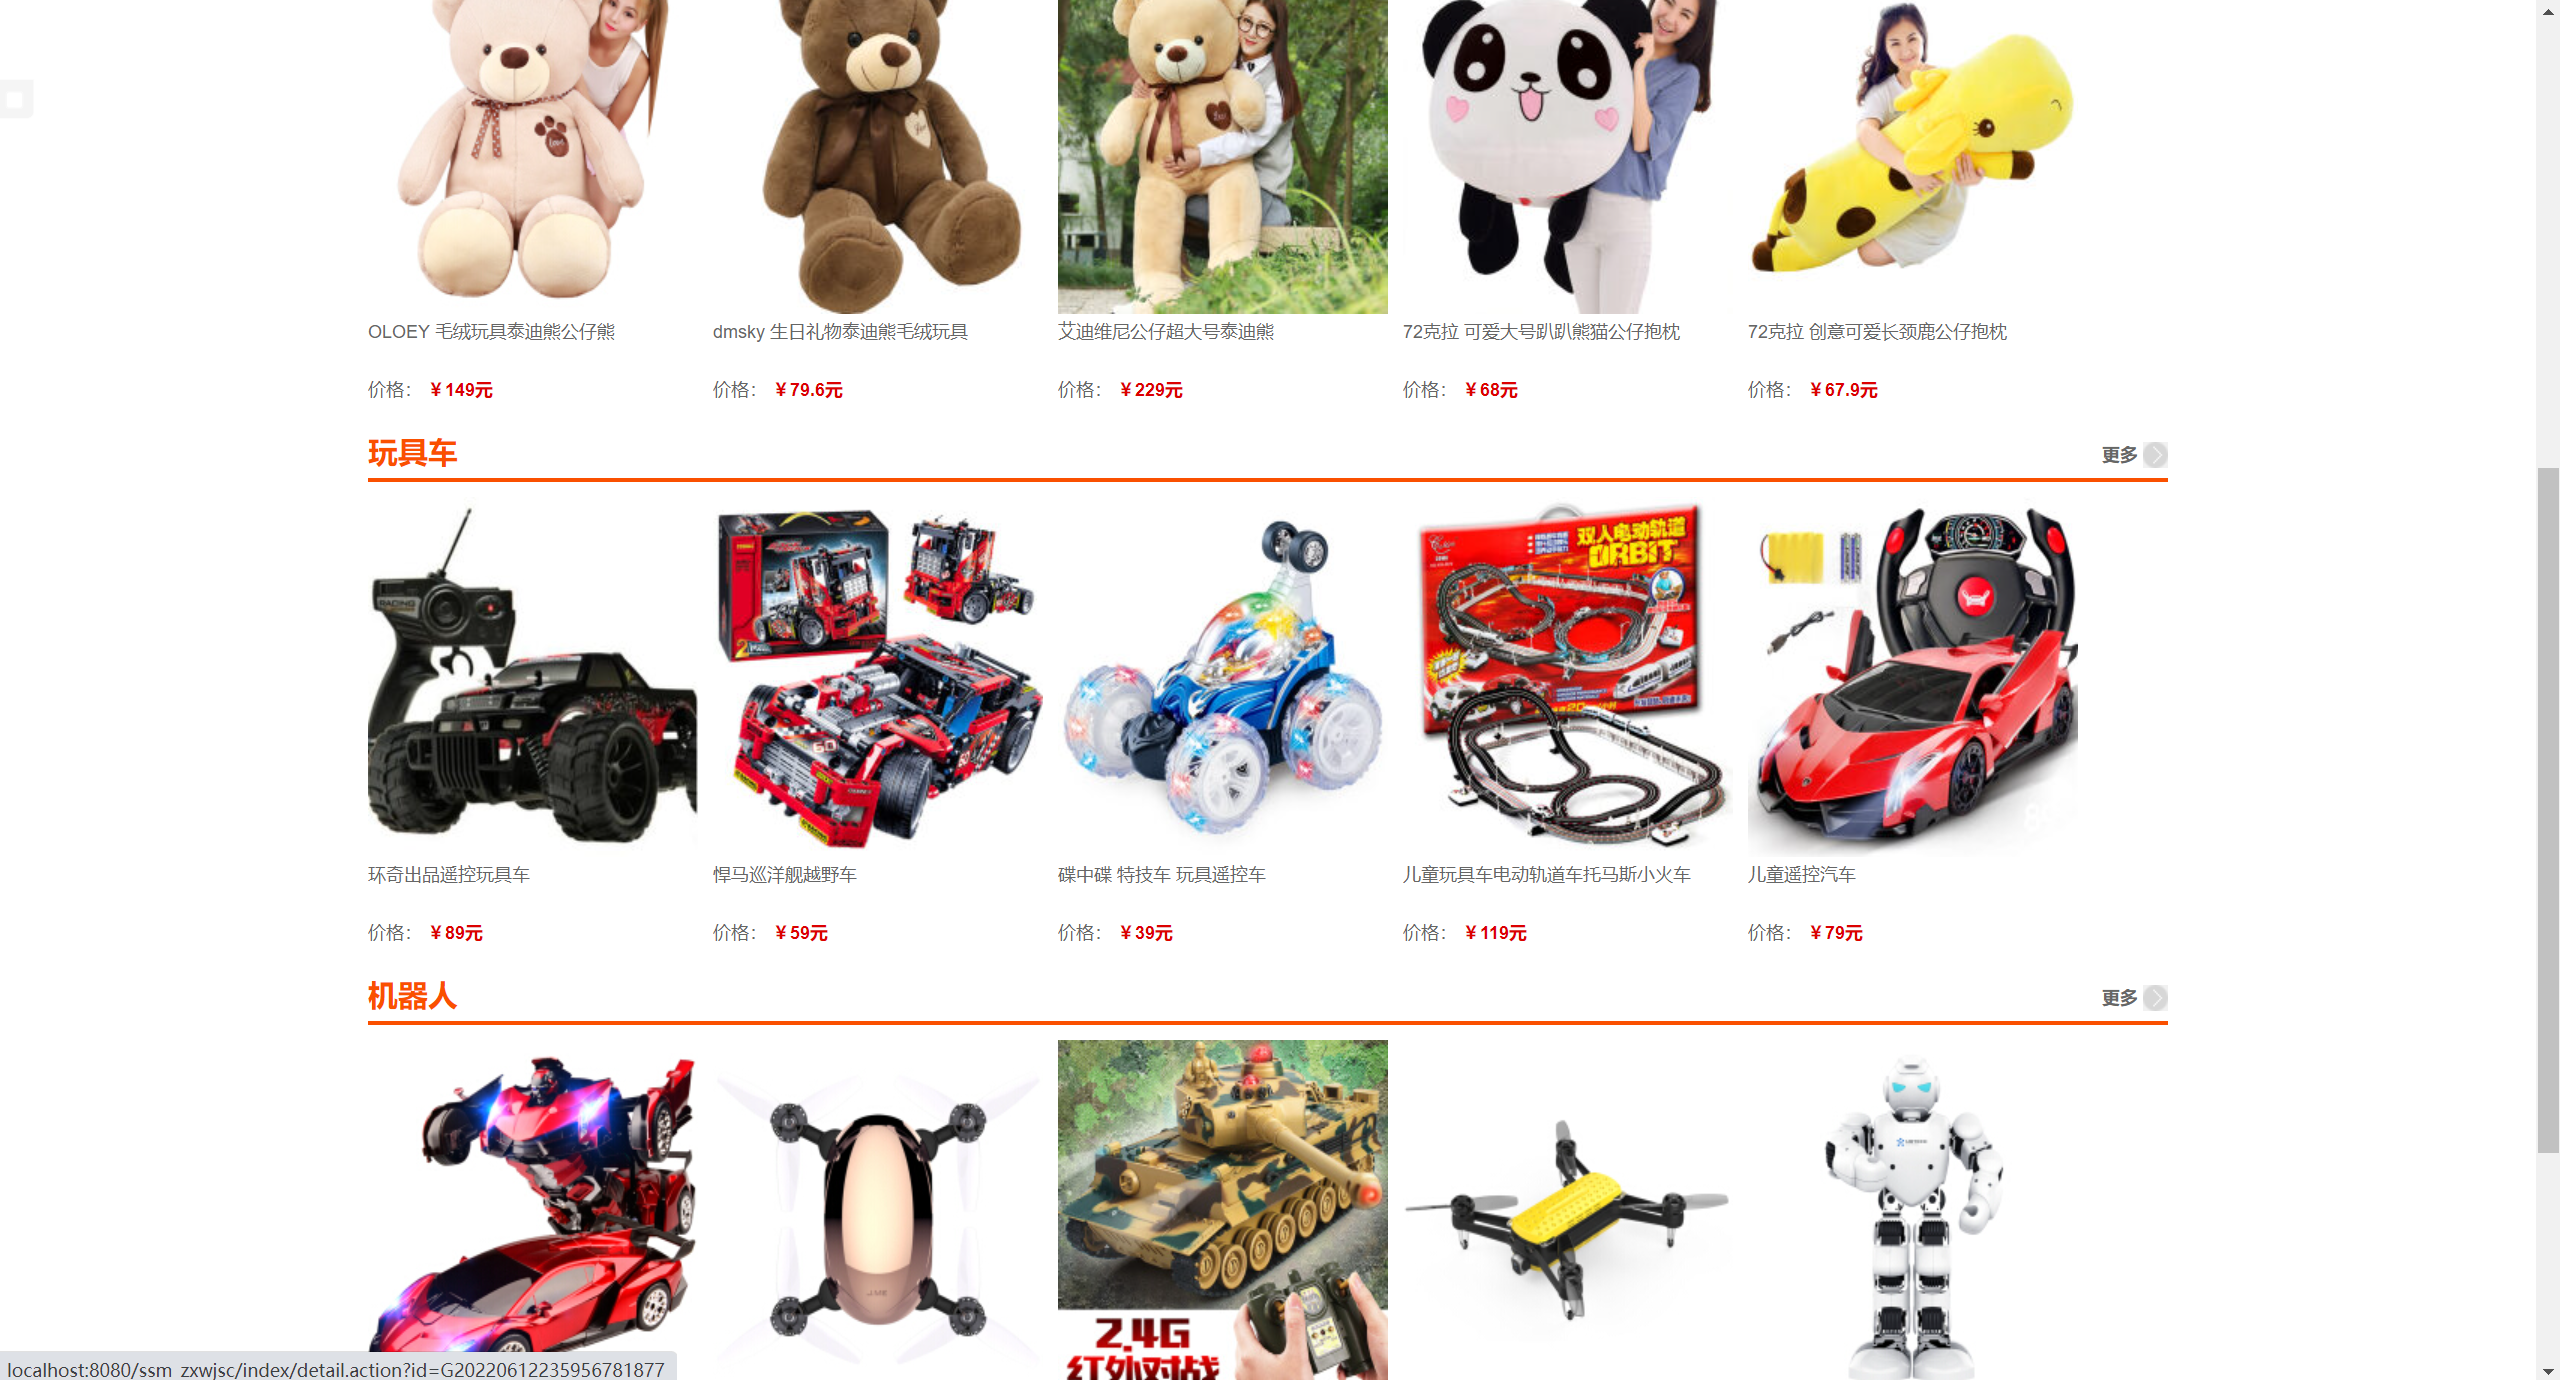 OLOEY 毛绒玩具泰迪熊公仔熊
dmsky 生日礼物泰迪熊毛绒玩具
艾迪维尼公仔超大号泰迪熊
72克拉 可爱大号趴趴熊猫公仔抱枕
72克拉 创意可爱长颈鹿公仔抱枕
价格： ￥149元
价格： ￥79.6元
价格： ￥229元
价格： ￥68元
价格： ￥67.9元
玩具车
更多
RACING
双人电动轨道
ORBIT
60
环奇出品遥控玩具车
悍马巡洋舰越野车
碟中碟 特技车 玩具遥控车
儿童玩具车电动轨道车托马斯小火车
儿童遥控汽车
价格： ￥89元
价格： ￥59元
价格： ￥39元
价格： ￥119元
价格： ￥79元
机器人
更多
2.4G
红外对战
localhost:8080/ssm_zxwjsc/index/detail.action?id=G20220612235956781877